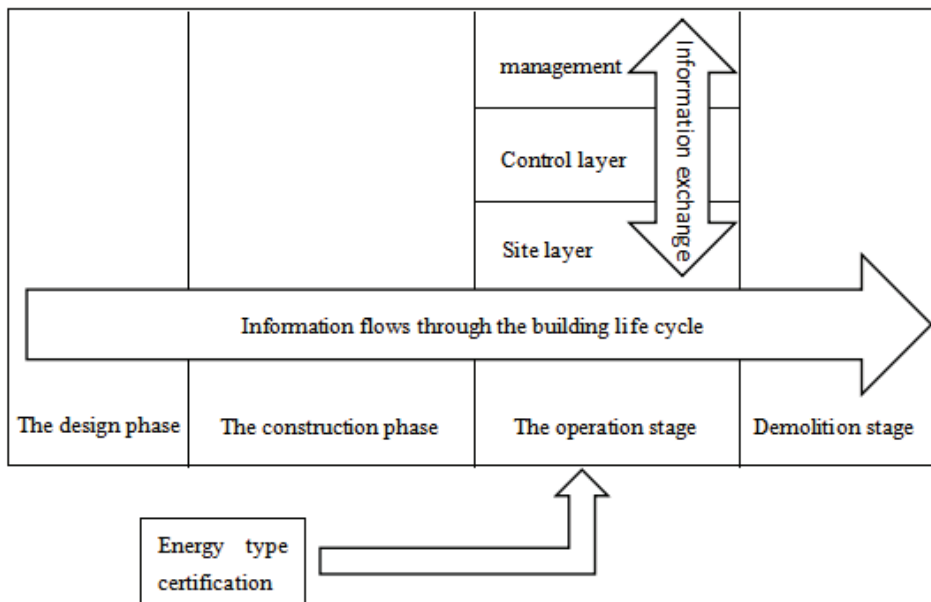 management
Information exchange
Control layer
Site layer
Information flows through the building life cycle
The design phase
The construction phase
The operation stage
Demolition stage
Energy type
certification